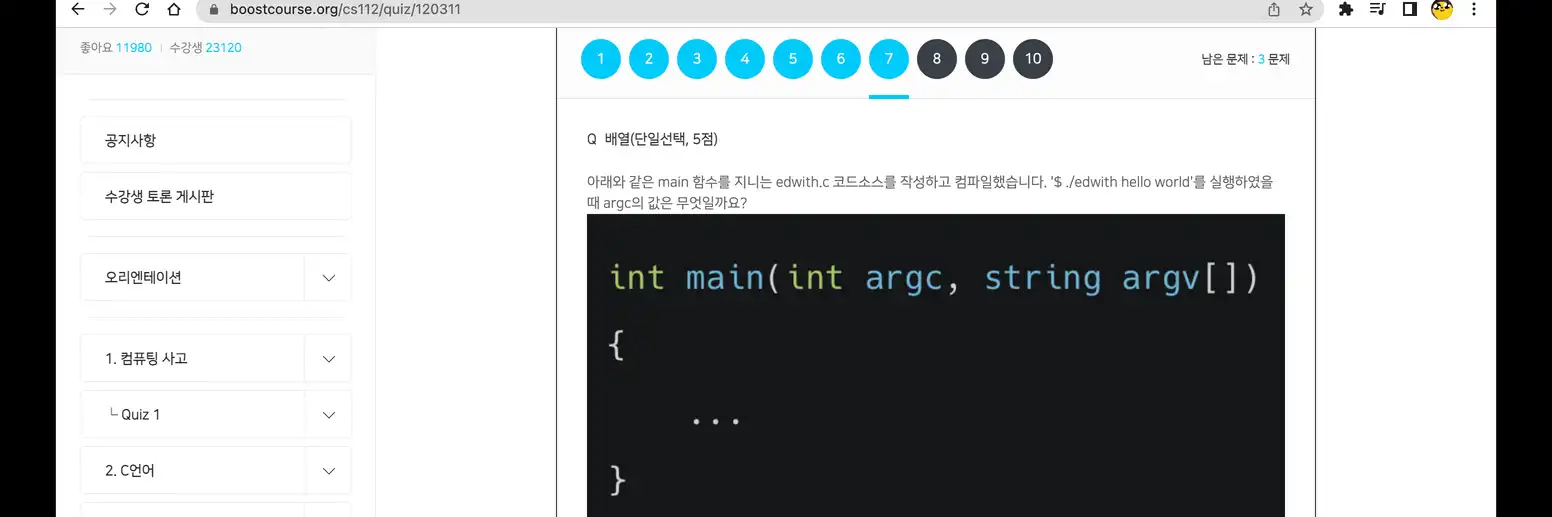 boostcourse.org/cs112/quiz/120311
좋아요 11980 | 수강생 23120
1 2 3 4 5 6 7 8 9 10
남은 문제 : 3 문제
공지사항
수강생 토론 게시판
오리엔테이션
1. 컴퓨팅 사고
└ Quiz 1
2. C언어
Q 배열(단일선택, 5점)
아래와 같은 main 함수를 지니는 edwith.c 코드소스를 작성하고 컴파일했습니다. '$ ./edwith hello world'를 실행하였을
때 argc의 값은 무엇일까요?
int main(int argc, string argv[])
{
...
}